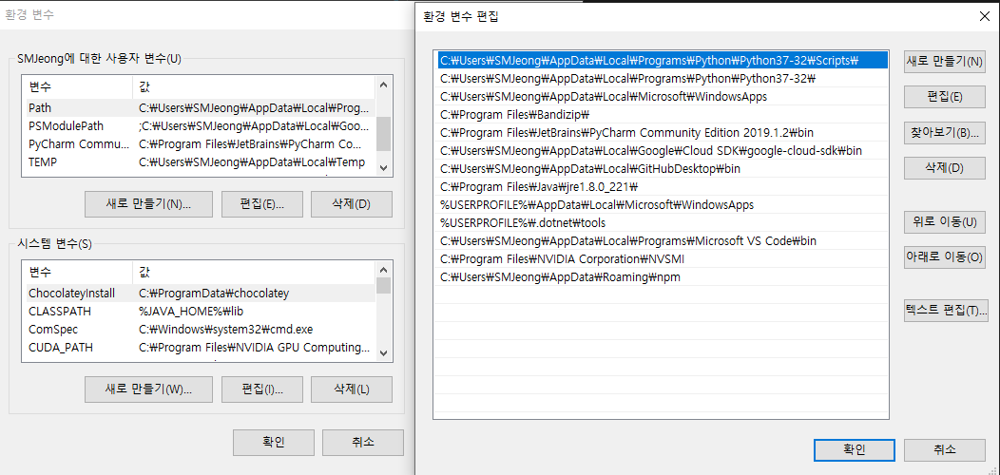 환경 변수
SMJeong에 대한 사용자 변수(U)
변수 값
Path C:₩Users₩SMJeong₩AppData₩Local₩Prog...
PSModulePath ;C:₩Users₩SMJeong₩AppData₩Local₩Goo...
PyCharm Commu... C:₩Program Files₩JetBrains₩PyCharm Co...
TEMP C:₩Users₩SMJeong₩AppData₩Local₩Temp
새로 만들기(N)... 편집(E)... 삭제(D)
시스템 변수(S)
변수 값
ChocolateyInstall C:₩ProgramData₩chocolatey
CLASSPATH %JAVA_HOME%₩lib
ComSpec C:₩Windows₩system32₩cmd.exe
CUDA_PATH C:₩Program Files₩NVIDIA GPU Computing...
새로 만들기(W)... 편집(I)... 삭제(L)
확인 취소
환경 변수 편집
C:₩Users₩SMJeong₩AppData₩Local₩Programs₩Python₩Python37-32₩Scripts₩
C:₩Users₩SMJeong₩AppData₩Local₩Programs₩Python₩Python37-32₩
C:₩Users₩SMJeong₩AppData₩Local₩Microsoft₩WindowsApps
C:₩Program Files₩Bandizip₩
C:₩Program Files₩JetBrains₩PyCharm Community Edition 2019.1.2₩bin
C:₩Users₩SMJeong₩AppData₩Local₩Google₩Cloud SDK₩google-cloud-sdk₩bin
C:₩Users₩SMJeong₩AppData₩Local₩GitHubDesktop₩bin
C:₩Program Files₩Java₩jre1.8.0_221₩
%USERPROFILE%₩AppData₩Local₩Microsoft₩WindowsApps
%USERPROFILE%₩.dotnet₩tools
C:₩Users₩SMJeong₩AppData₩Local₩Programs₩Microsoft VS Code₩bin
C:₩Program Files₩NVIDIA Corporation₩NVSMI
C:₩Users₩SMJeong₩AppData₩Roaming₩npm
새로 만들기(N)
편집(E)
찾아보기(B)...
삭제(D)
위로 이동(U)
아래로 이동(O)
텍스트 편집(T)...
확인 취소